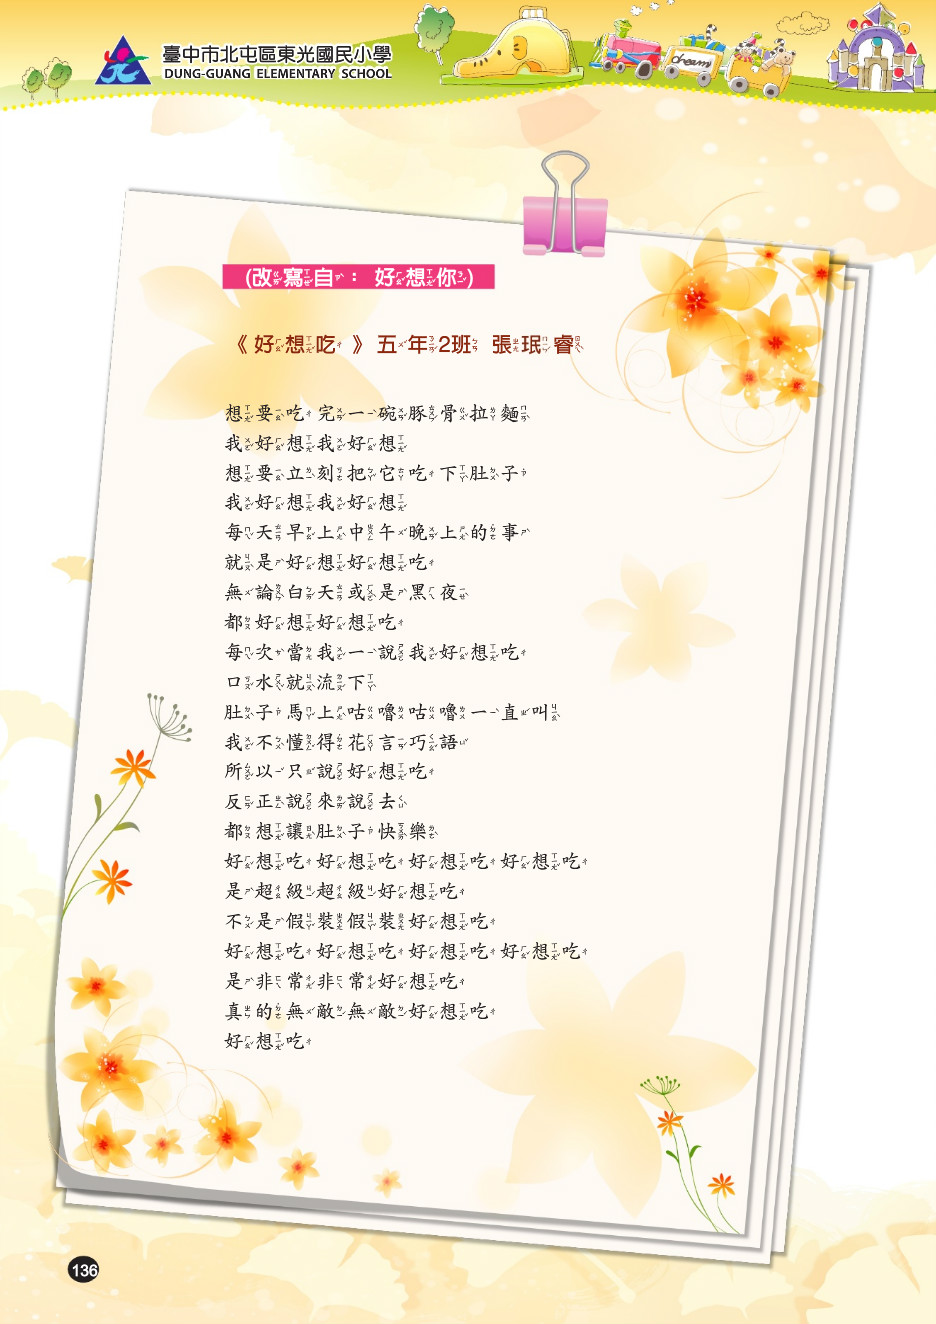 臺中市北屯區東光國民小學
DUNG-GUANG ELEMENTARY SCHOOL
dream
(改寫自： 好想你)
《好想吃》 五年2班 張珉睿
想要吃完一碗豚骨拉麵
我好想我好想
想要立刻把它吃下肚子
我好想我好想
每天早上中午晚上的事
就是好想好想吃
無論白天或是黑夜
都好想好想吃
每次當我一說我好想吃
口水就流下
肚子馬上咕嚕咕嚕一直叫
我不懂得花言巧語
所以只說好想吃
反正說來說去
都想讓肚子快樂
好想吃好想吃好想吃好想吃
是超級超級好想吃
不是假裝假裝好想吃
好想吃好想吃好想吃好想吃
是非常非常好想吃
真的無敵無敵好想吃
好想吃
136